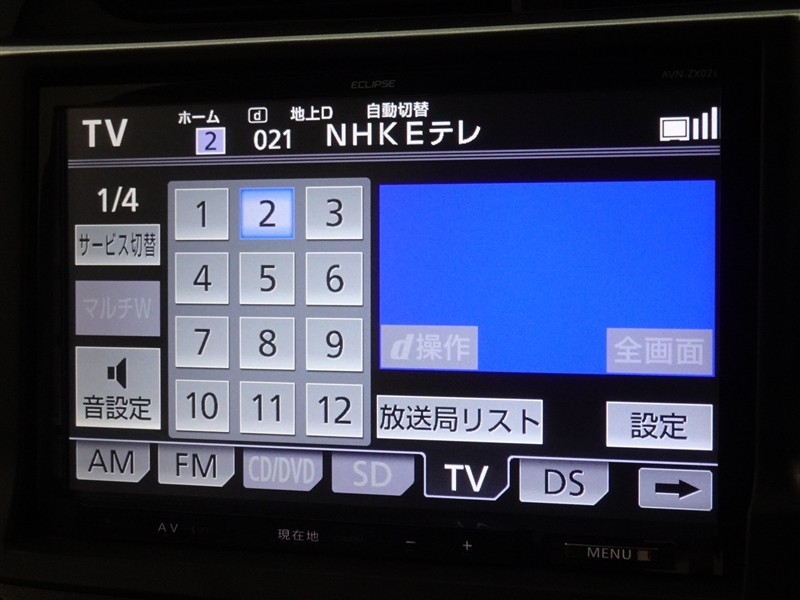 ECLIPSE
AVN ZX02i
TV
ホーム
d
地上D
自動切替
2
021
NHKEテレ
1/4
サービス切替
マルチW
音設定
1
2
3
4
5
6
7
8
9
10
11
12
d操作
全画面
放送局リスト
設定
AM
FM
CD/DVD
SD
TV
DS
AV
現在地
－
＋
MENU